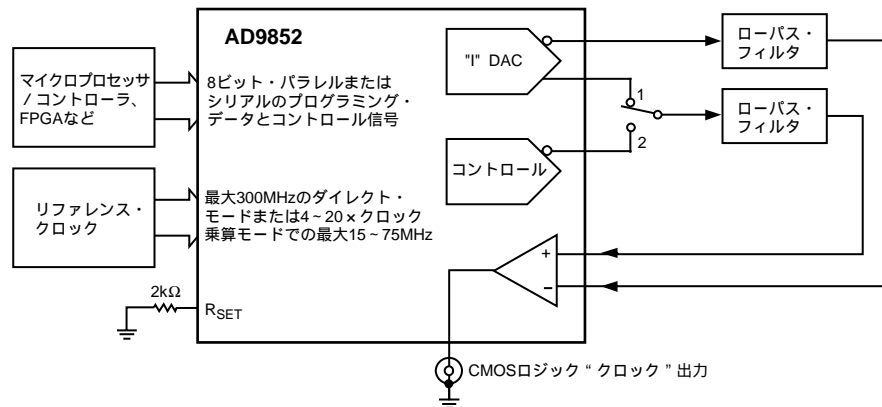 AD9852
マイクロプロセッサ
/ コントローラ、
FPGAなど
8ビット・パラレルまたは
シリアルのプログラミング・
データとコントロール信号
リファレンス・
クロック
最大300MHzのダイレクト・
モードまたは4~20×クロック
乗算モードでの最大15~75MHz
2kΩ
RSET
"I" DAC
コントロール
1
2
ローパス・
フィルタ
ローパス・
フィルタ
+
−
CMOSロジック“クロック”出力